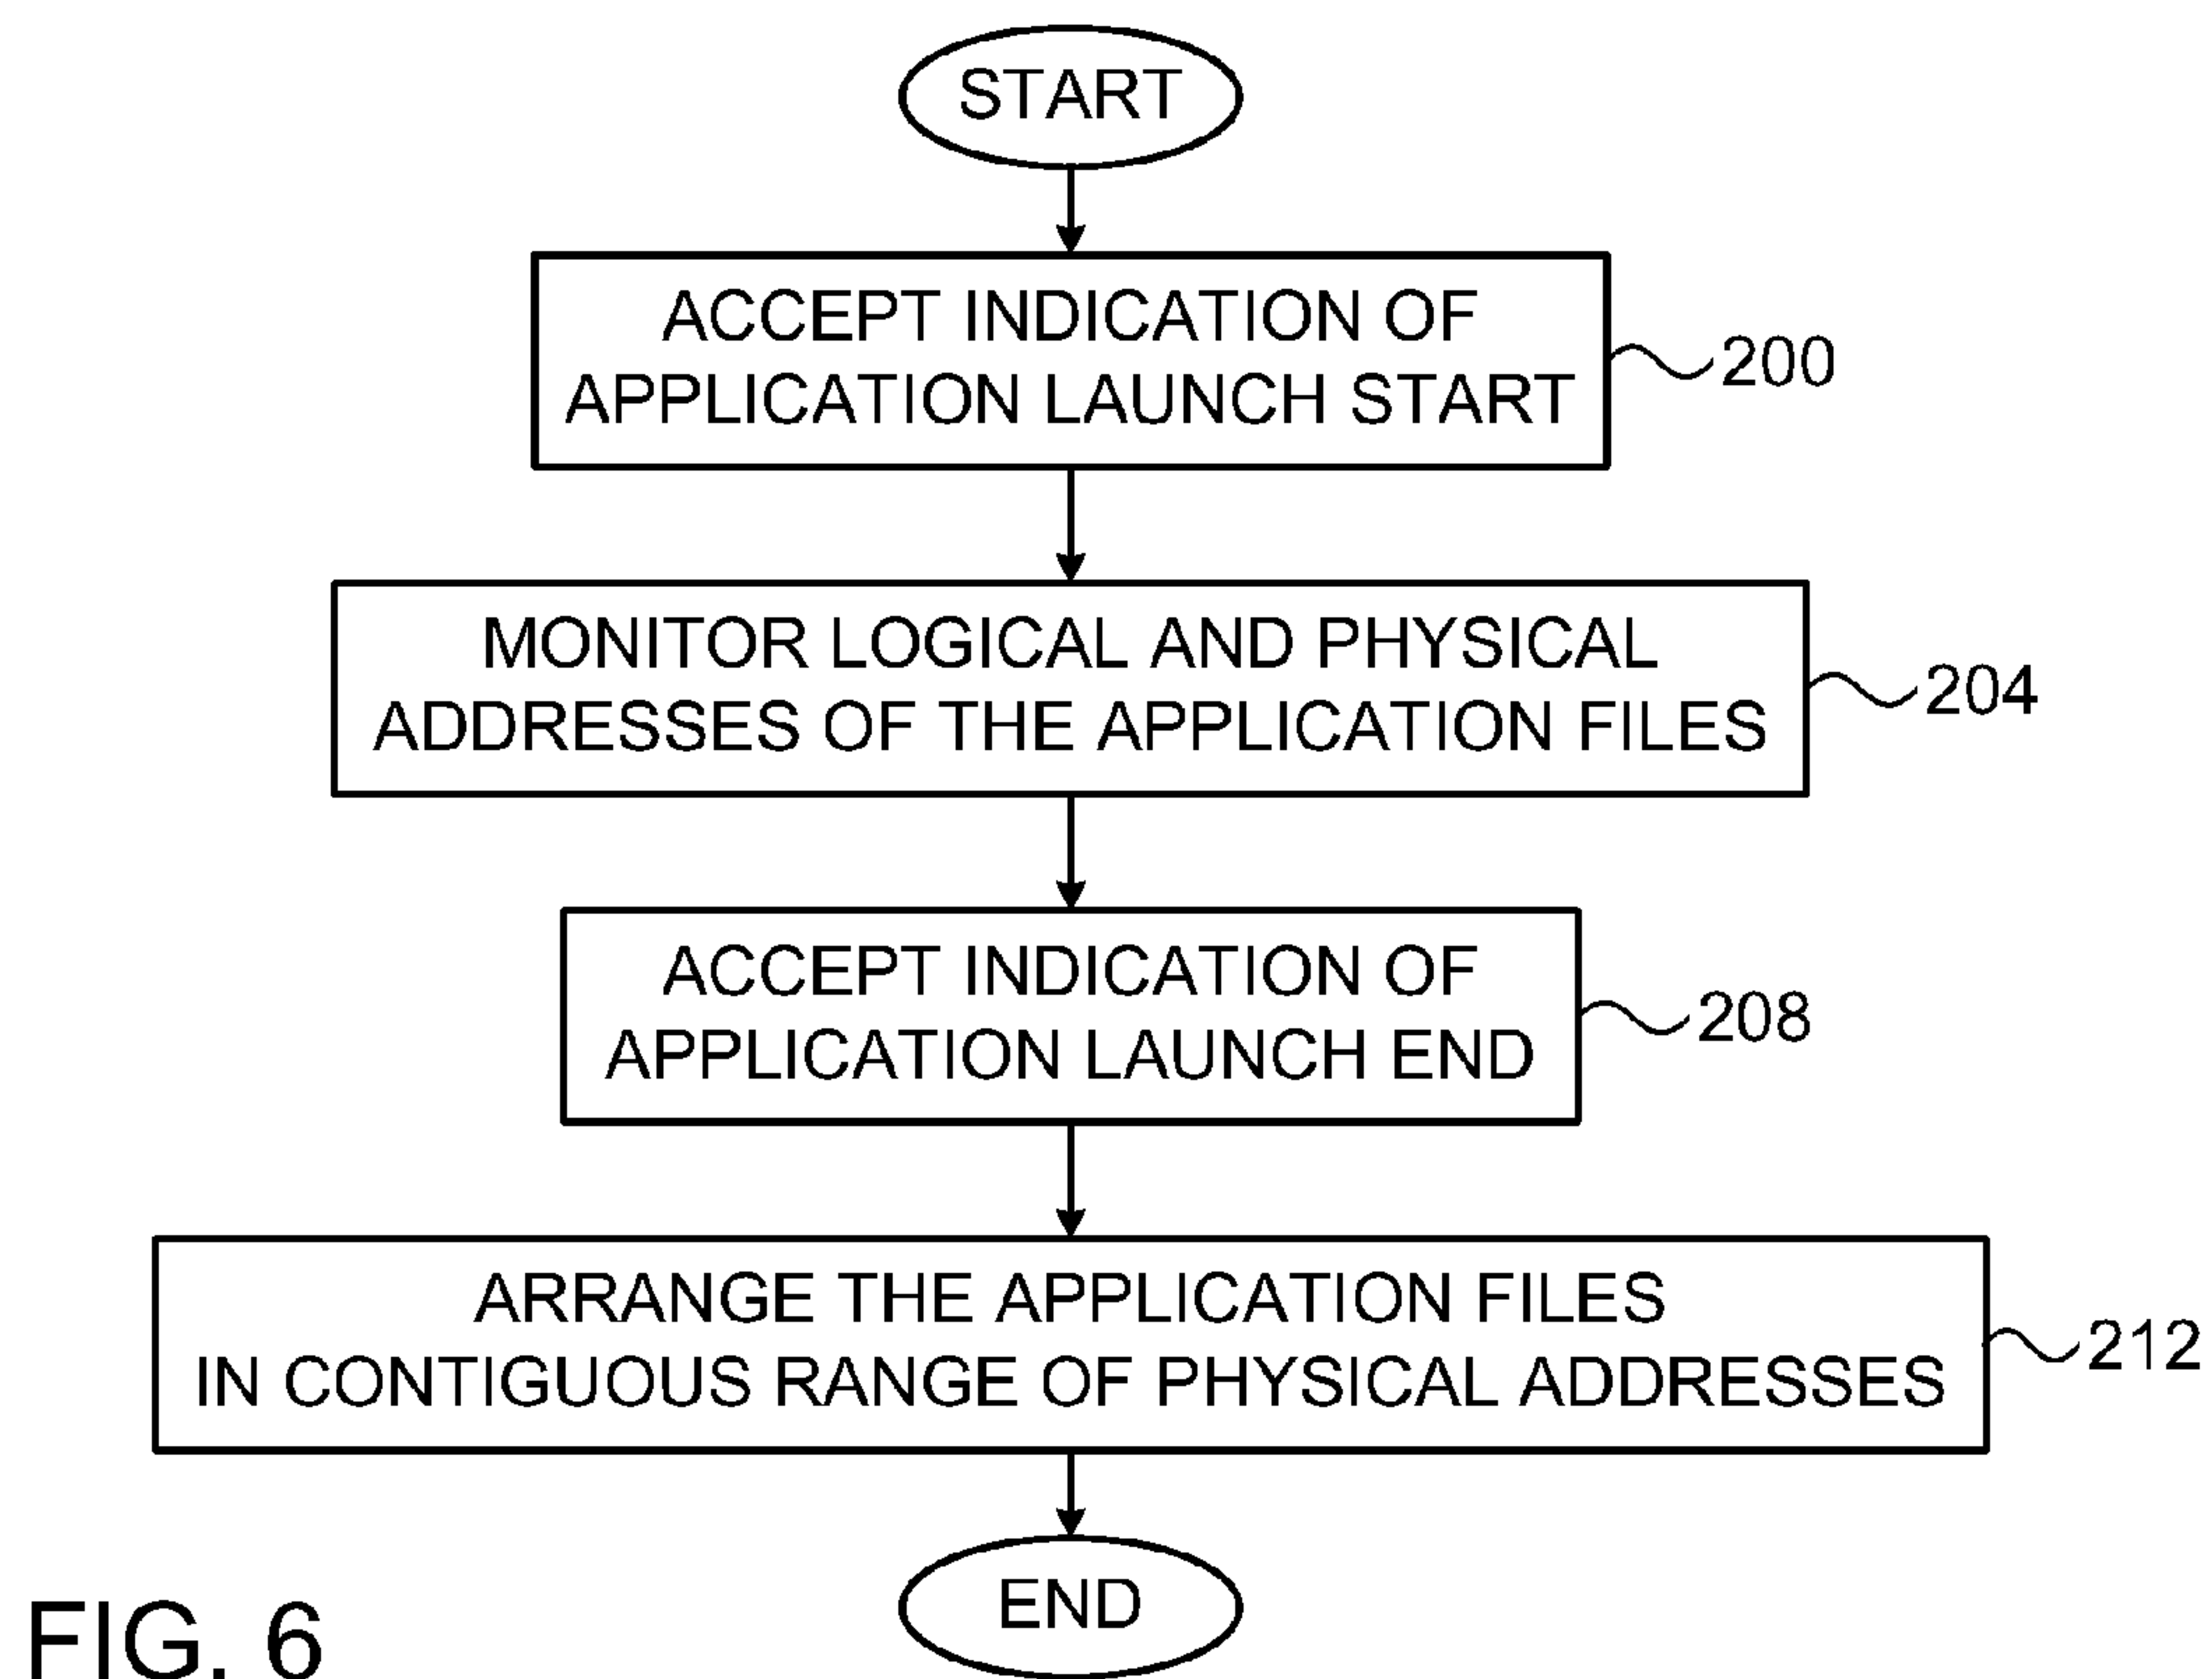 START
ACCEPT INDICATION OF
APPLICATION LAUNCH START
200
MONITOR LOGICAL AND PHYSICAL
ADDRESSES OF THE APPLICATION FILES
204
ACCEPT INDICATION OF
APPLICATION LAUNCH END
208
ARRANGE THE APPLICATION FILES
IN CONTIGUOUS RANGE OF PHYSICAL ADDRESSES
212
END
FIG. 6